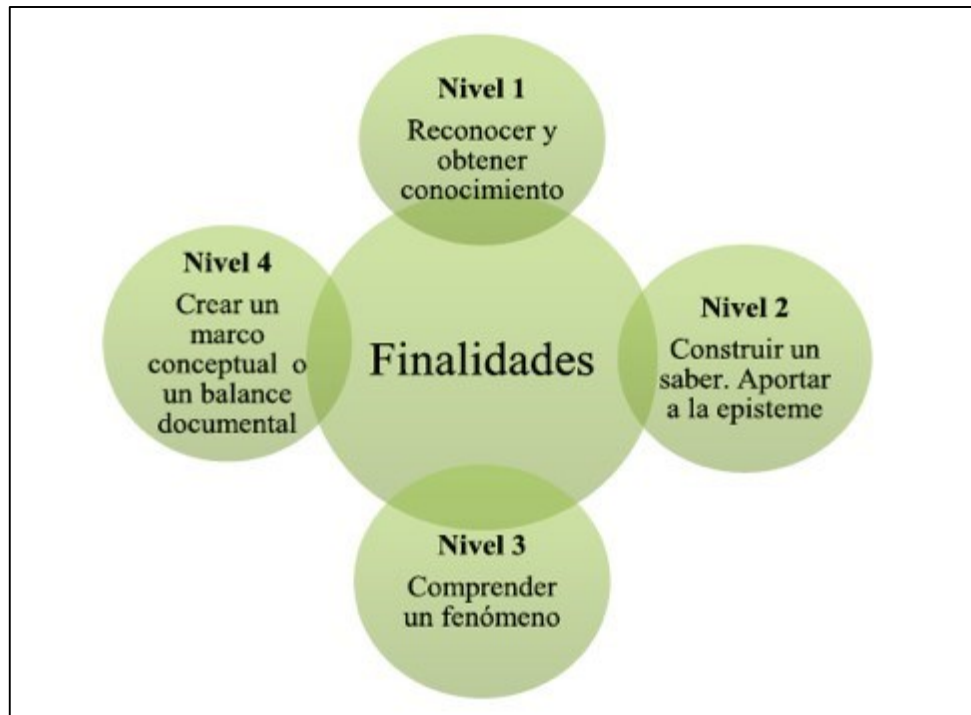 Nivel 1
Reconocer y
obtener
conocimiento
Nivel 4
Crear un
marco
conceptual o
un balance
documental
Finalidades
Nivel 2
Construir un
saber. Aportar
a la episteme
Nivel 3
Comprender
un fenómeno